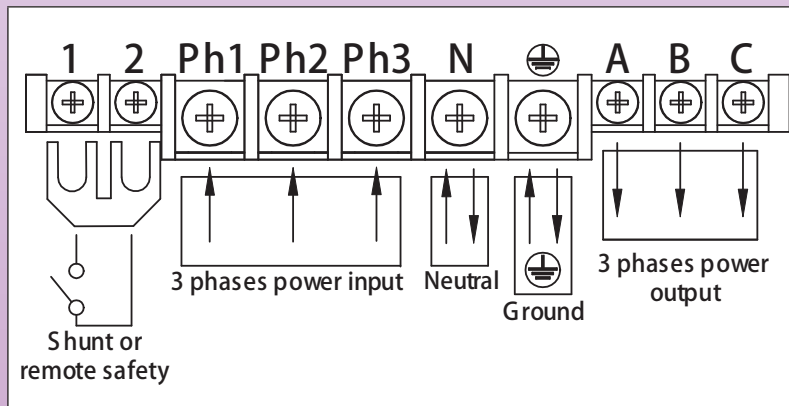 1 2 Ph1 Ph2 Ph3 N A B C
3 phases power input
Neutral
Ground
3 phases power
output
Shunt or
remote safety